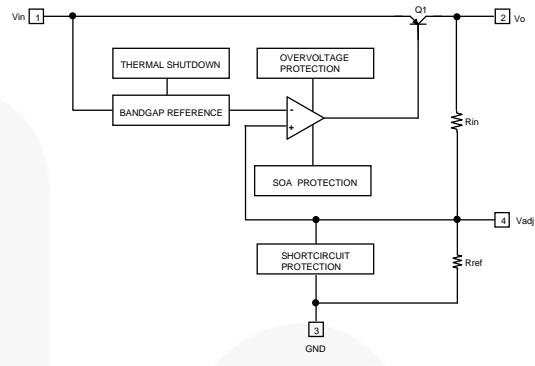 Q1
Vin 1
2 Vo
THERMAL SHUTDOWN
OVERVOLTAGE
PROTECTION
BANDGAP REFERENCE
-
+
Rin
SOA PROTECTION
4 Vadj
SHORTCIRCUIT
PROTECTION
Rref
3
GND